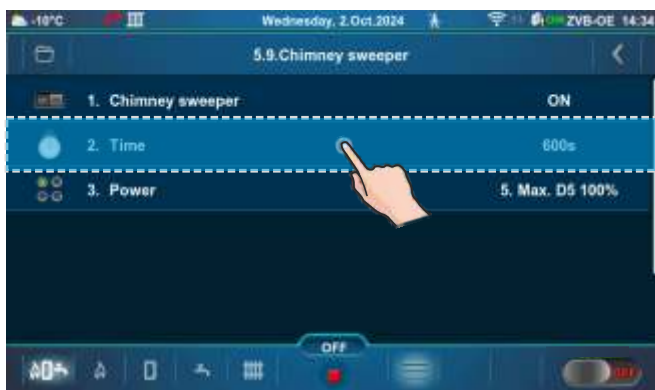 -10°C Wednesday, 2.Oct.2024 ZVB-OE 14:34
5.9.Chimney sweeper
1. Chimney sweeper ON
2. Time 600s
3. Power 5. Max. D5 100%
OFF
OFF